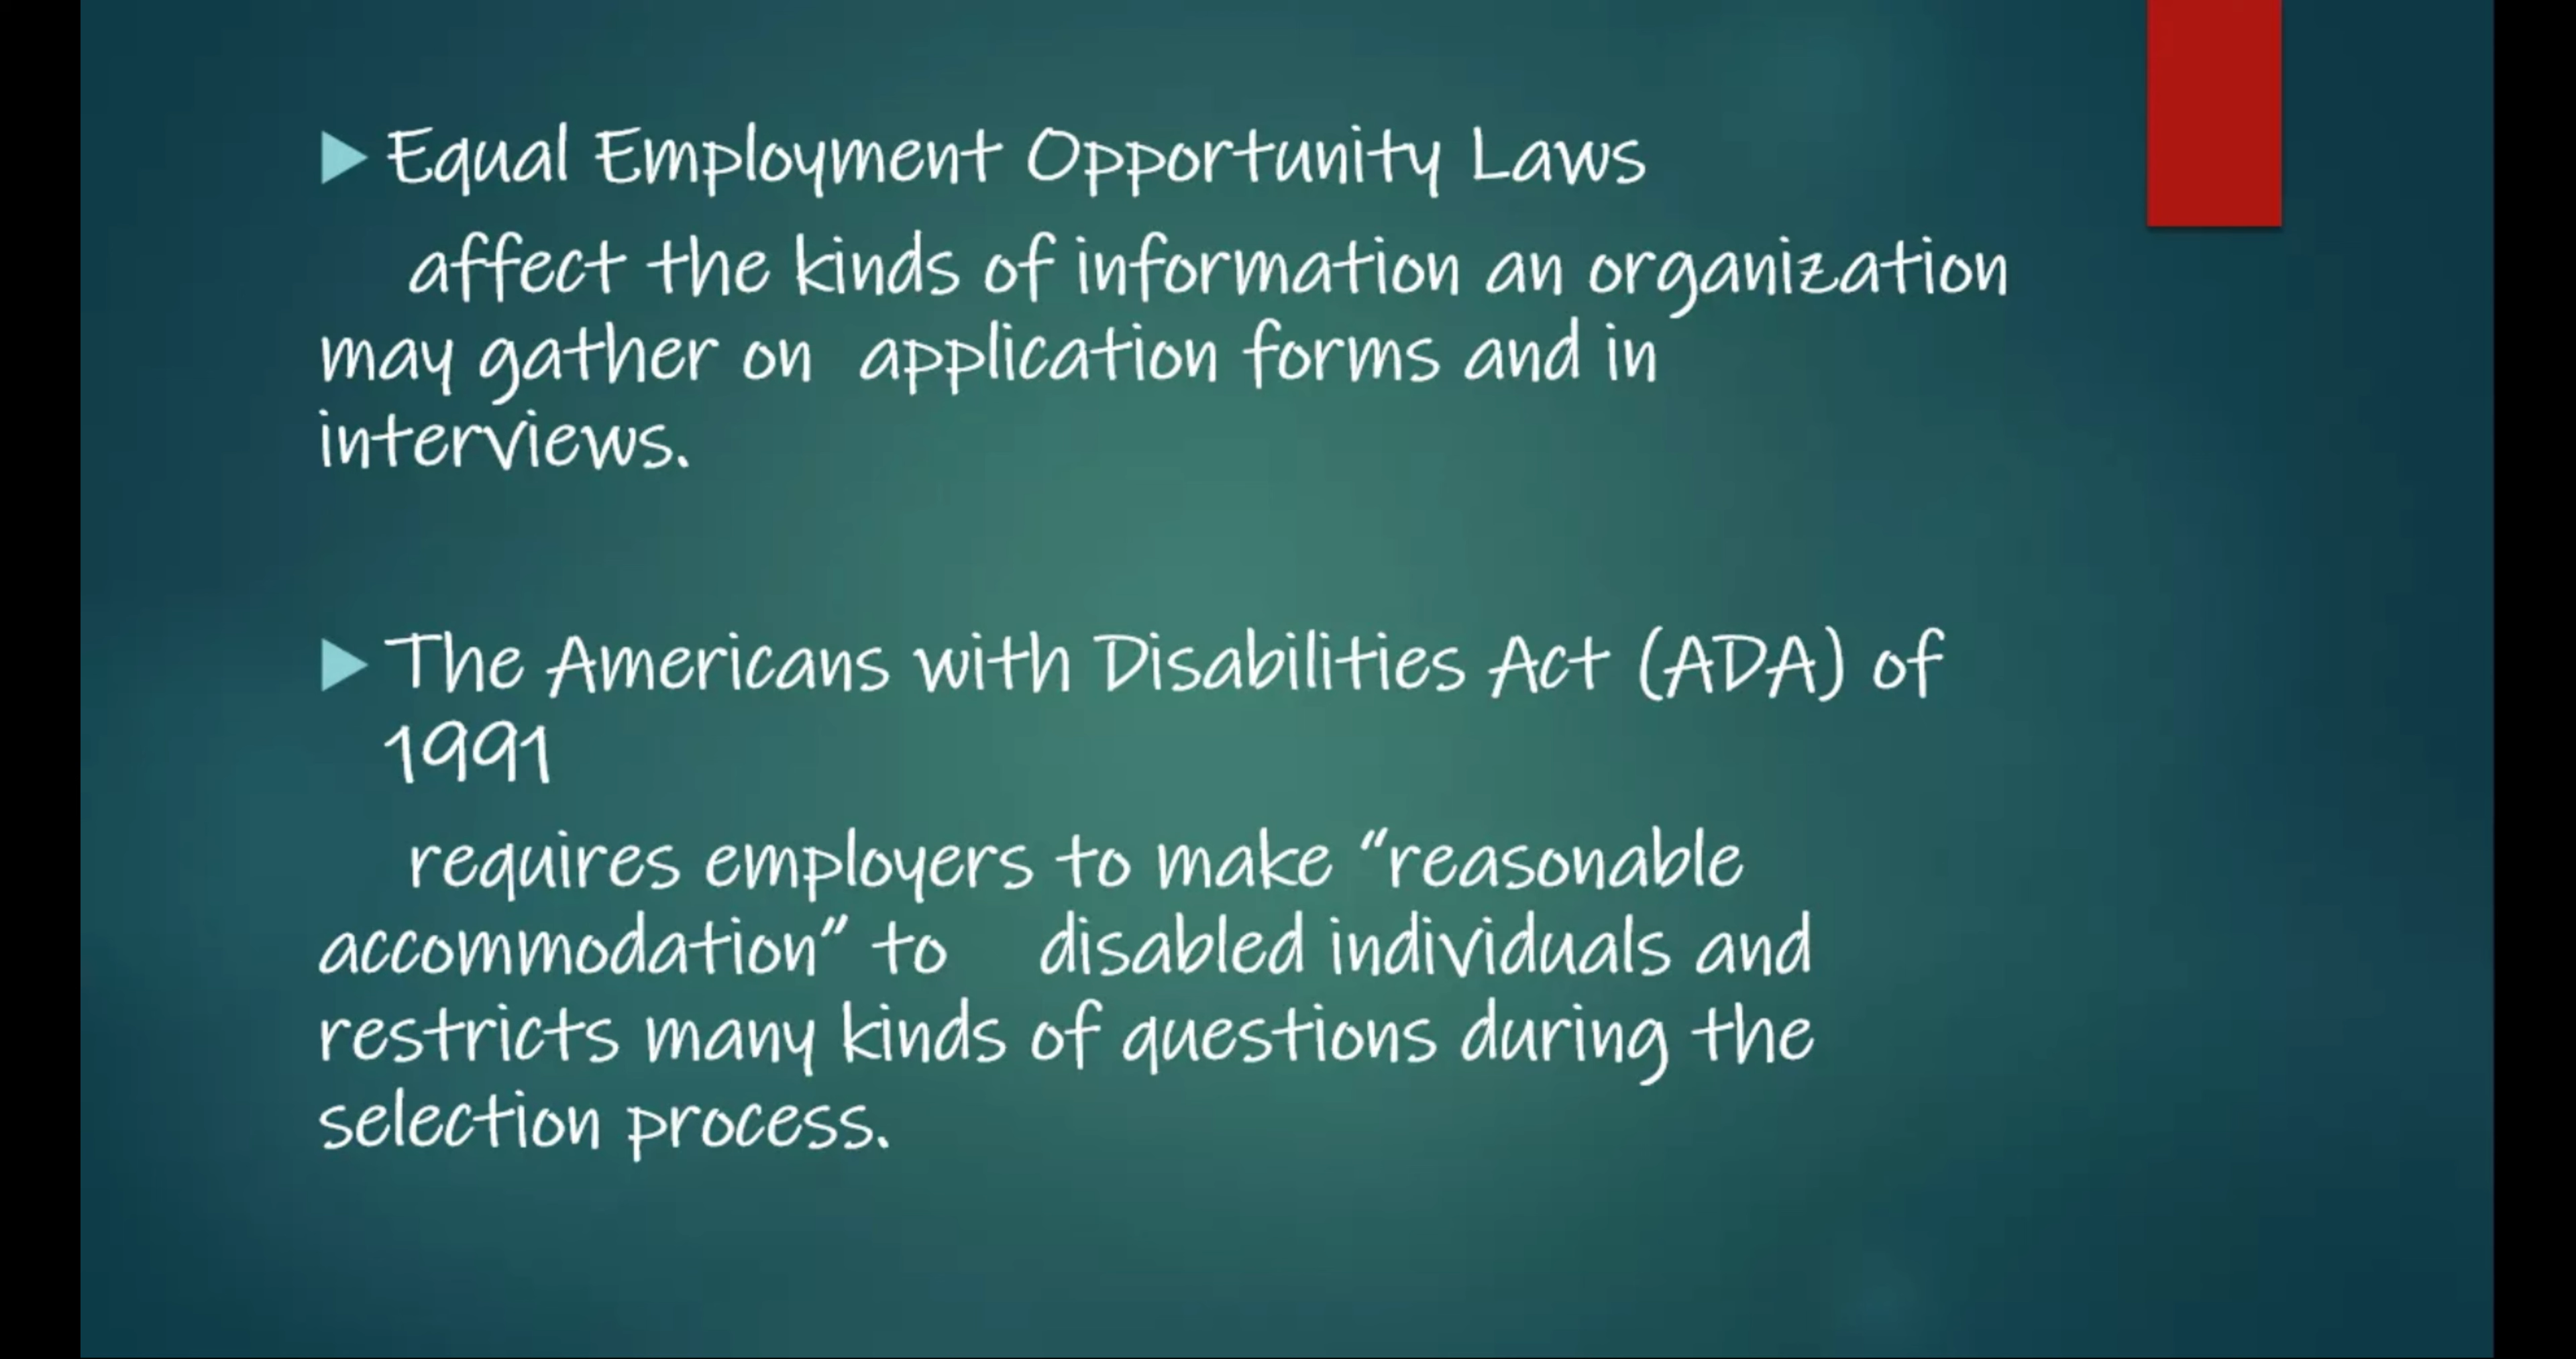 Equal Employment Opportunity Laws
affect the kinds of information an organization
may gather on application forms and in
interviews.
The Americans with Disabilities Act (ADA) of
1991
requires employers to make “reasonable
accommodation” to disabled individuals and
restricts many kinds of questions during the
selection process.